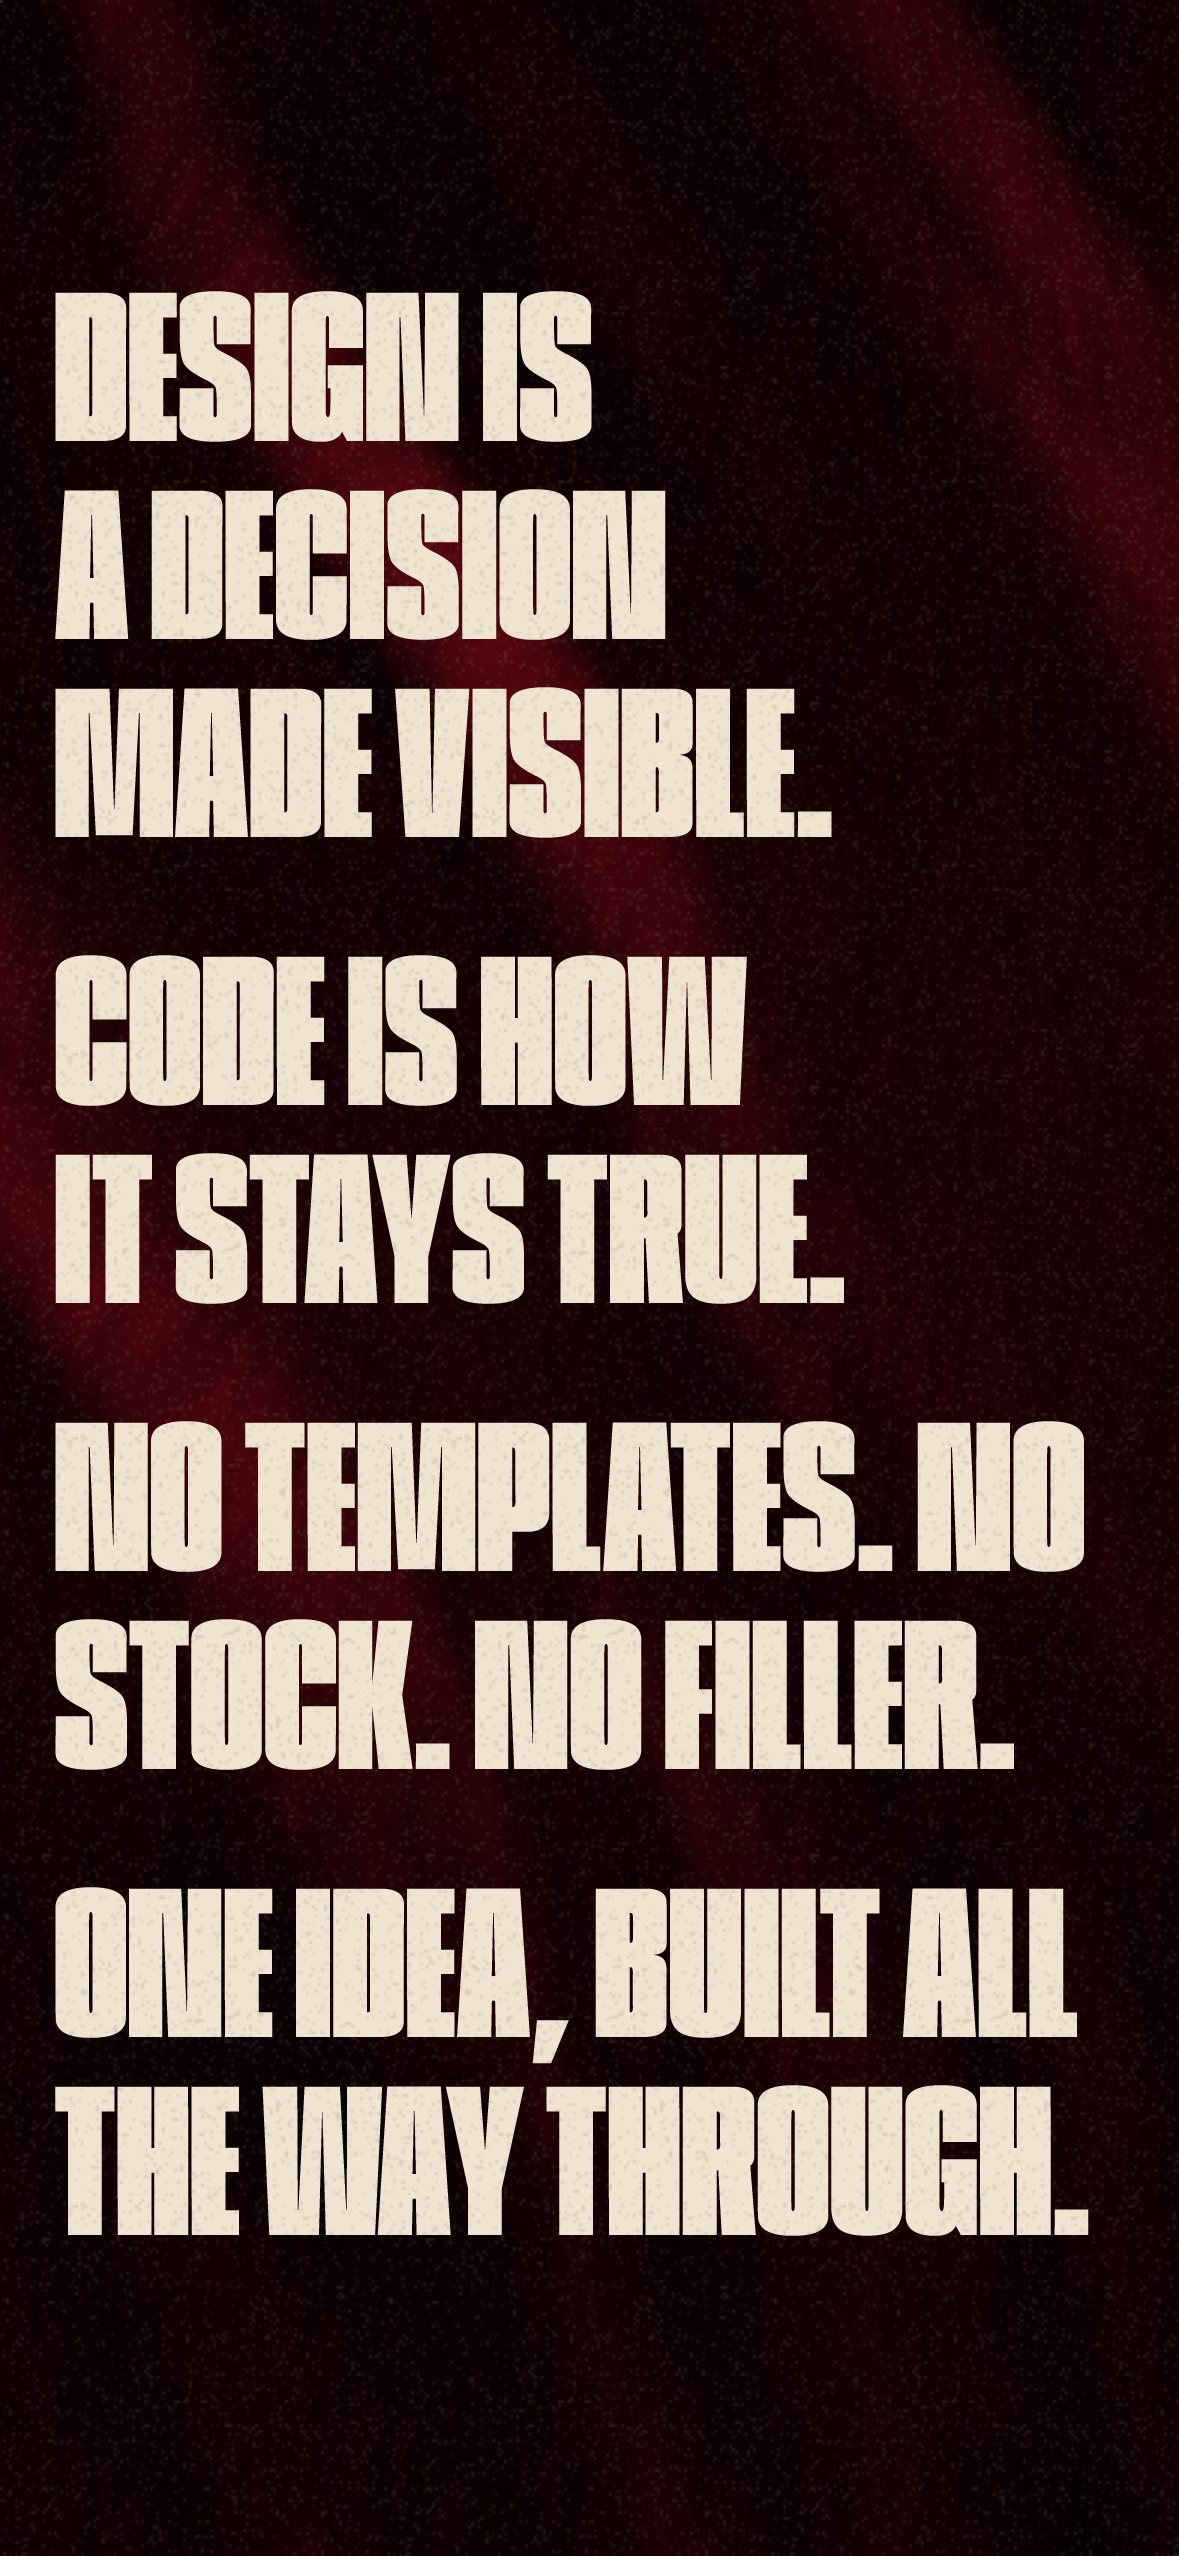 DESIGN IS
A DECISION
MADE VISIBLE.
CODE IS HOW
IT STAYS TRUE.
NO TEMPLATES. NO
STOCK. NO FILLER.
ONE IDEA, BUILT ALL
THE WAY THROUGH.